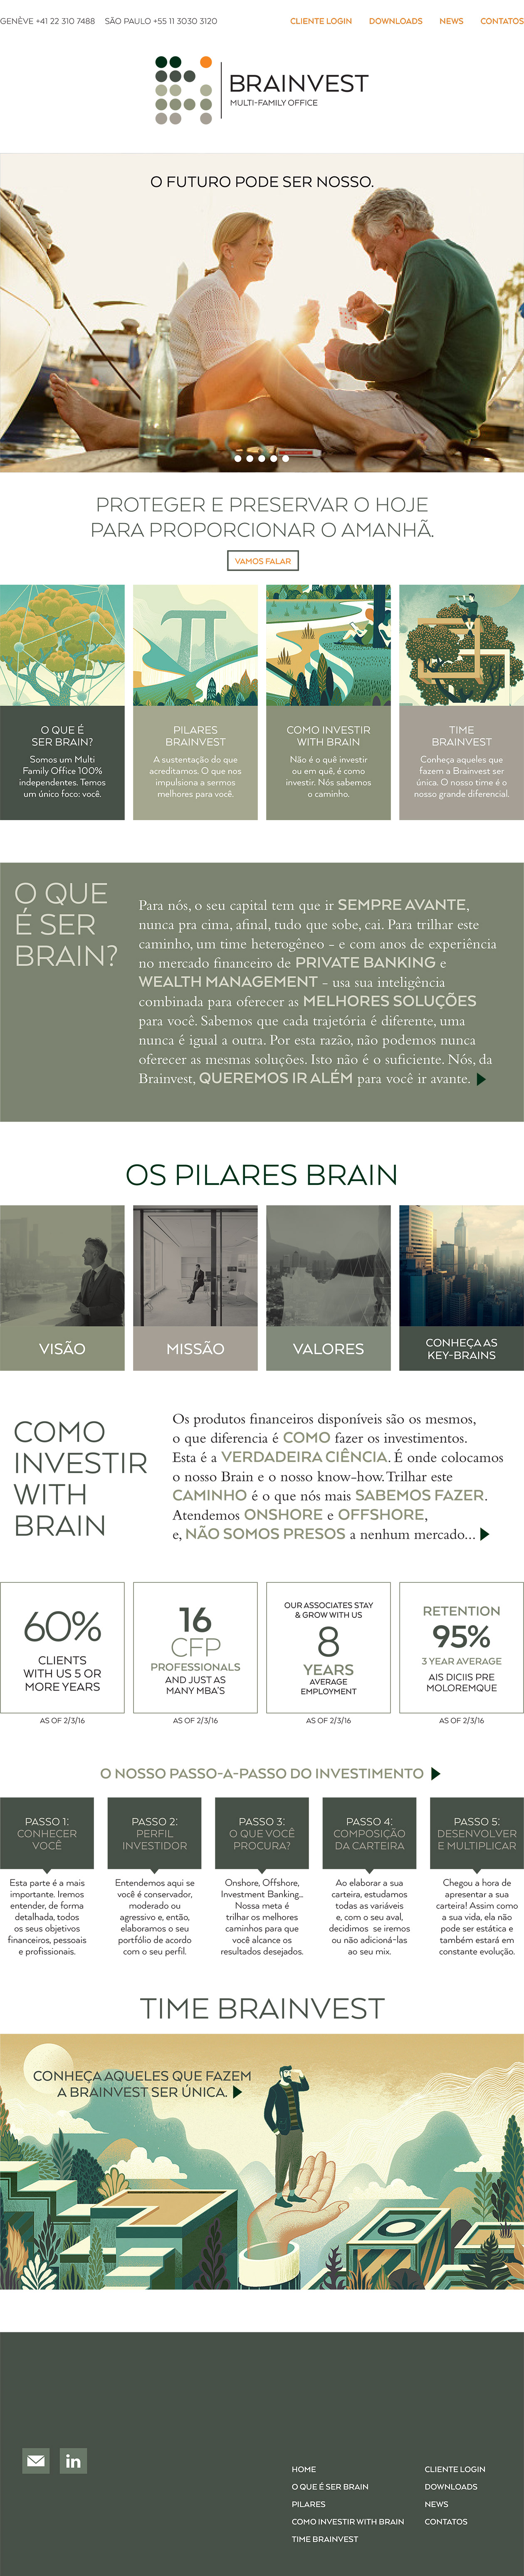 GENÈVE +41 22 310 7488 SÃO PAULO +55 11 3030 3120 CLIENTE LOGIN DOWNLOADS NEWS CONTATOS
BRAINVEST
MULTI-FAMILY OFFICE
O FUTURO PODE SER NOSSO.
PROTEGER E PRESERVAR O HOJE
PARA PROPORCIONAR O AMANHÃ.
VAMOS FALAR
O QUE É
SER BRAIN?
Somos um Multi
Family Office 100%
independentes. Temos
um único foco: você.
PILARES
BRAINVEST
A sustentação do que
acreditamos. O que nos
impulsiona a sermos
melhores para você.
COMO INVESTIR
WITH BRAIN
Não é o quê investir
ou em quê, é como
investir. Nós sabemos
o caminho.
TIME
BRAINVEST
Conheça aqueles que
fazem a Brainvest ser
única. O nosso time é o
nosso grande diferencial.
O QUE
É SER
BRAIN?
Para nós, o seu capital tem que ir SEMPRE AVANTE,
nunca pra cima, afinal, tudo que sobe, cai. Para trilhar este
caminho, um time heterogêneo - e com anos de experiência
no mercado financeiro de PRIVATE BANKING e
WEALTH MANAGEMENT - usa sua inteligência
combinada para oferecer as MELHORES SOLUÇÕES
para você. Sabemos que cada trajetória é diferente, uma
nunca é igual a outra. Por esta razão, não podemos nunca
oferecer as mesmas soluções. Isto não é o suficiente. Nós, da
Brainvest, QUEREMOS IR ALÉM para você ir avante.
OS PILARES BRAIN
VISÃO
MISSÃO
VALORES
CONHEÇA AS
KEY-BRAINS
COMO
INVESTIR
WITH
BRAIN
Os produtos financeiros disponíveis são os mesmos,
o que diferencia é COMO fazer os investimentos.
Esta é a VERDADEIRA CIÊNCIA. É onde colocamos
o nosso Brain e o nosso know-how. Trilhar este
CAMINHO é o que nós mais SABEMOS FAZER.
Atendemos ONSHORE e OFFSHORE,
e, NÃO SOMOS PRESOS a nenhum mercado...
60%
CLIENTS
WITH US 5 OR
MORE YEARS
AS OF 2/3/16
16
CFP
PROFESSIONALS
AND JUST AS
MANY MBA'S
AS OF 2/3/16
OUR ASSOCIATES STAY
& GROW WITH US
8
YEARS
AVERAGE
EMPLOYMENT
AS OF 2/3/16
RETENTION
95%
3 YEAR AVERAGE
AIS DICIIS PRE
MOLOREMQUE
AS OF 2/3/16
O NOSSO PASSO-A-PASSO DO INVESTIMENTO
PASSO 1:
CONHECER
VOCÊ
Esta parte é a mais
importante. Iremos
entender, de forma
detalhada, todos
os seus objetivos
financeiros, pessoais
e profissionais.
PASSO 2:
PERFIL
INVESTIDOR
Entendemos aqui se
você é conservador,
moderado ou
agressivo e, então,
elaboramos o seu
portfólio de acordo
com o seu perfil.
PASSO 3:
O QUE VOCÊ
PROCURA?
Onshore, Offshore,
Investment Banking...
Nossa meta é
trilhar os melhores
caminhos para que
você alcance os
resultados desejados.
PASSO 4:
COMPOSIÇÃO
DA CARTEIRA
Ao elaborar a sua
carteira, estudamos
todas as variáveis
e, com o seu aval,
decidimos se iremos
ou não adicioná-las
ao seu mix.
PASSO 5:
DESENVOLVER
E MULTIPLICAR
Chegou a hora de
apresentar a sua
carteira! Assim como
a sua vida, ela não
pode ser estática e
também estará em
constante evolução.
TIME BRAINVEST
CONHEÇA AQUELES QUE FAZEM
A BRAINVEST SER ÚNICA.
in
HOME
O QUE É SER BRAIN
PILARES
COMO INVESTIR WITH BRAIN
TIME BRAINVEST
CLIENTE LOGIN
DOWNLOADS
NEWS
CONTATOS